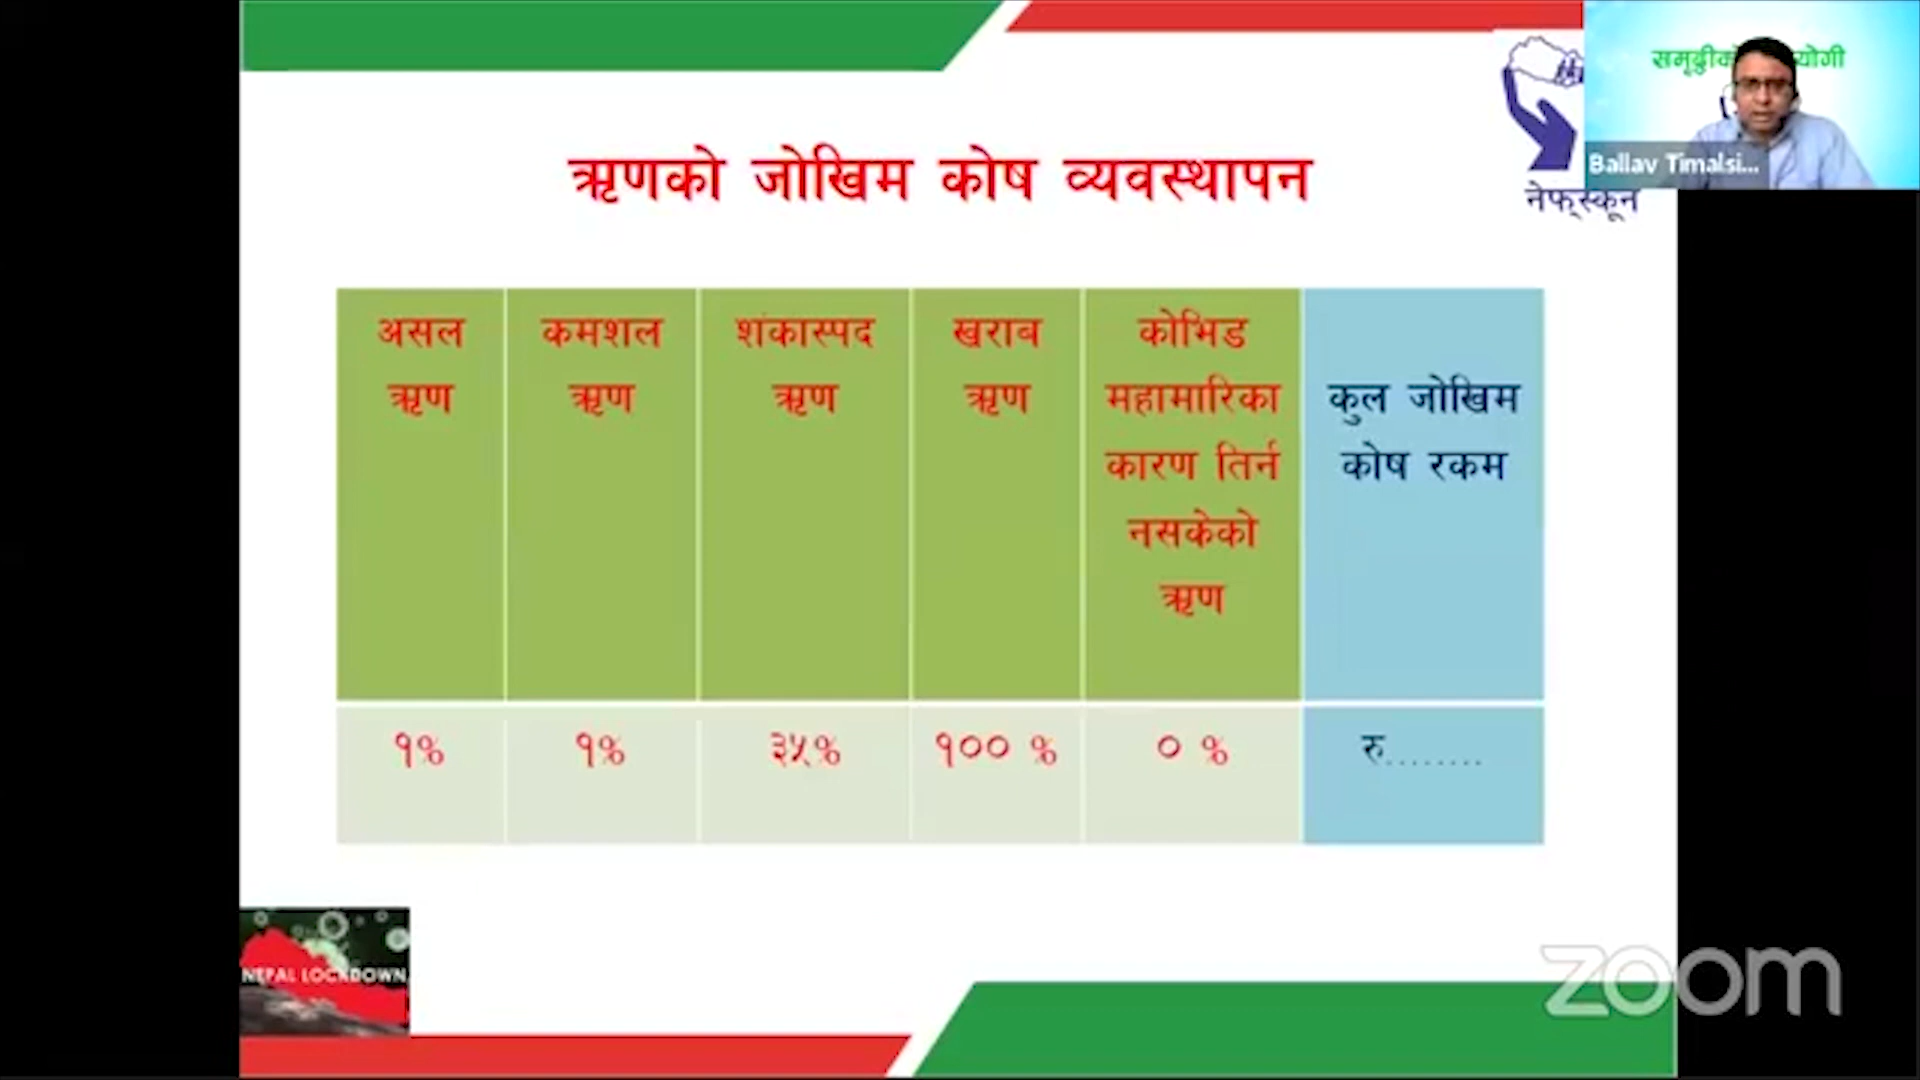 समृद्धीको
योगी
Ballav Timalsi...
नेफ्स्कून
ऋणको जोखिम कोष व्यवस्थापन
असल ऋण
कमशल ऋण
शंकास्पद ऋण
खराब ऋण
कोभिड
महामारिका
कारण तिर्न
नसकेको
ऋण
कुल जोखिम
कोष रकम
१%
१%
३५%
१०० %
० %
रु........
NEPAL LOCKDOWN
zoom